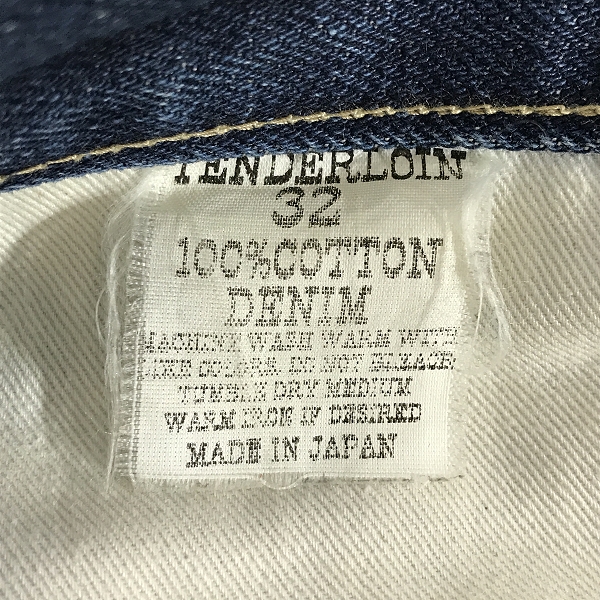 TENDERLOIN
32
100%COTTON
DENIM
MACHINE WASH WARM WITH
LIKE COLORS. DO NOT BLEACH
TUMBLE DRY MEDIUM
WARM IRON IF DESIRED
MADE IN JAPAN